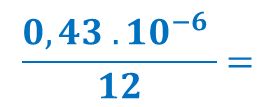 0,43 .10⁻⁶
12 =